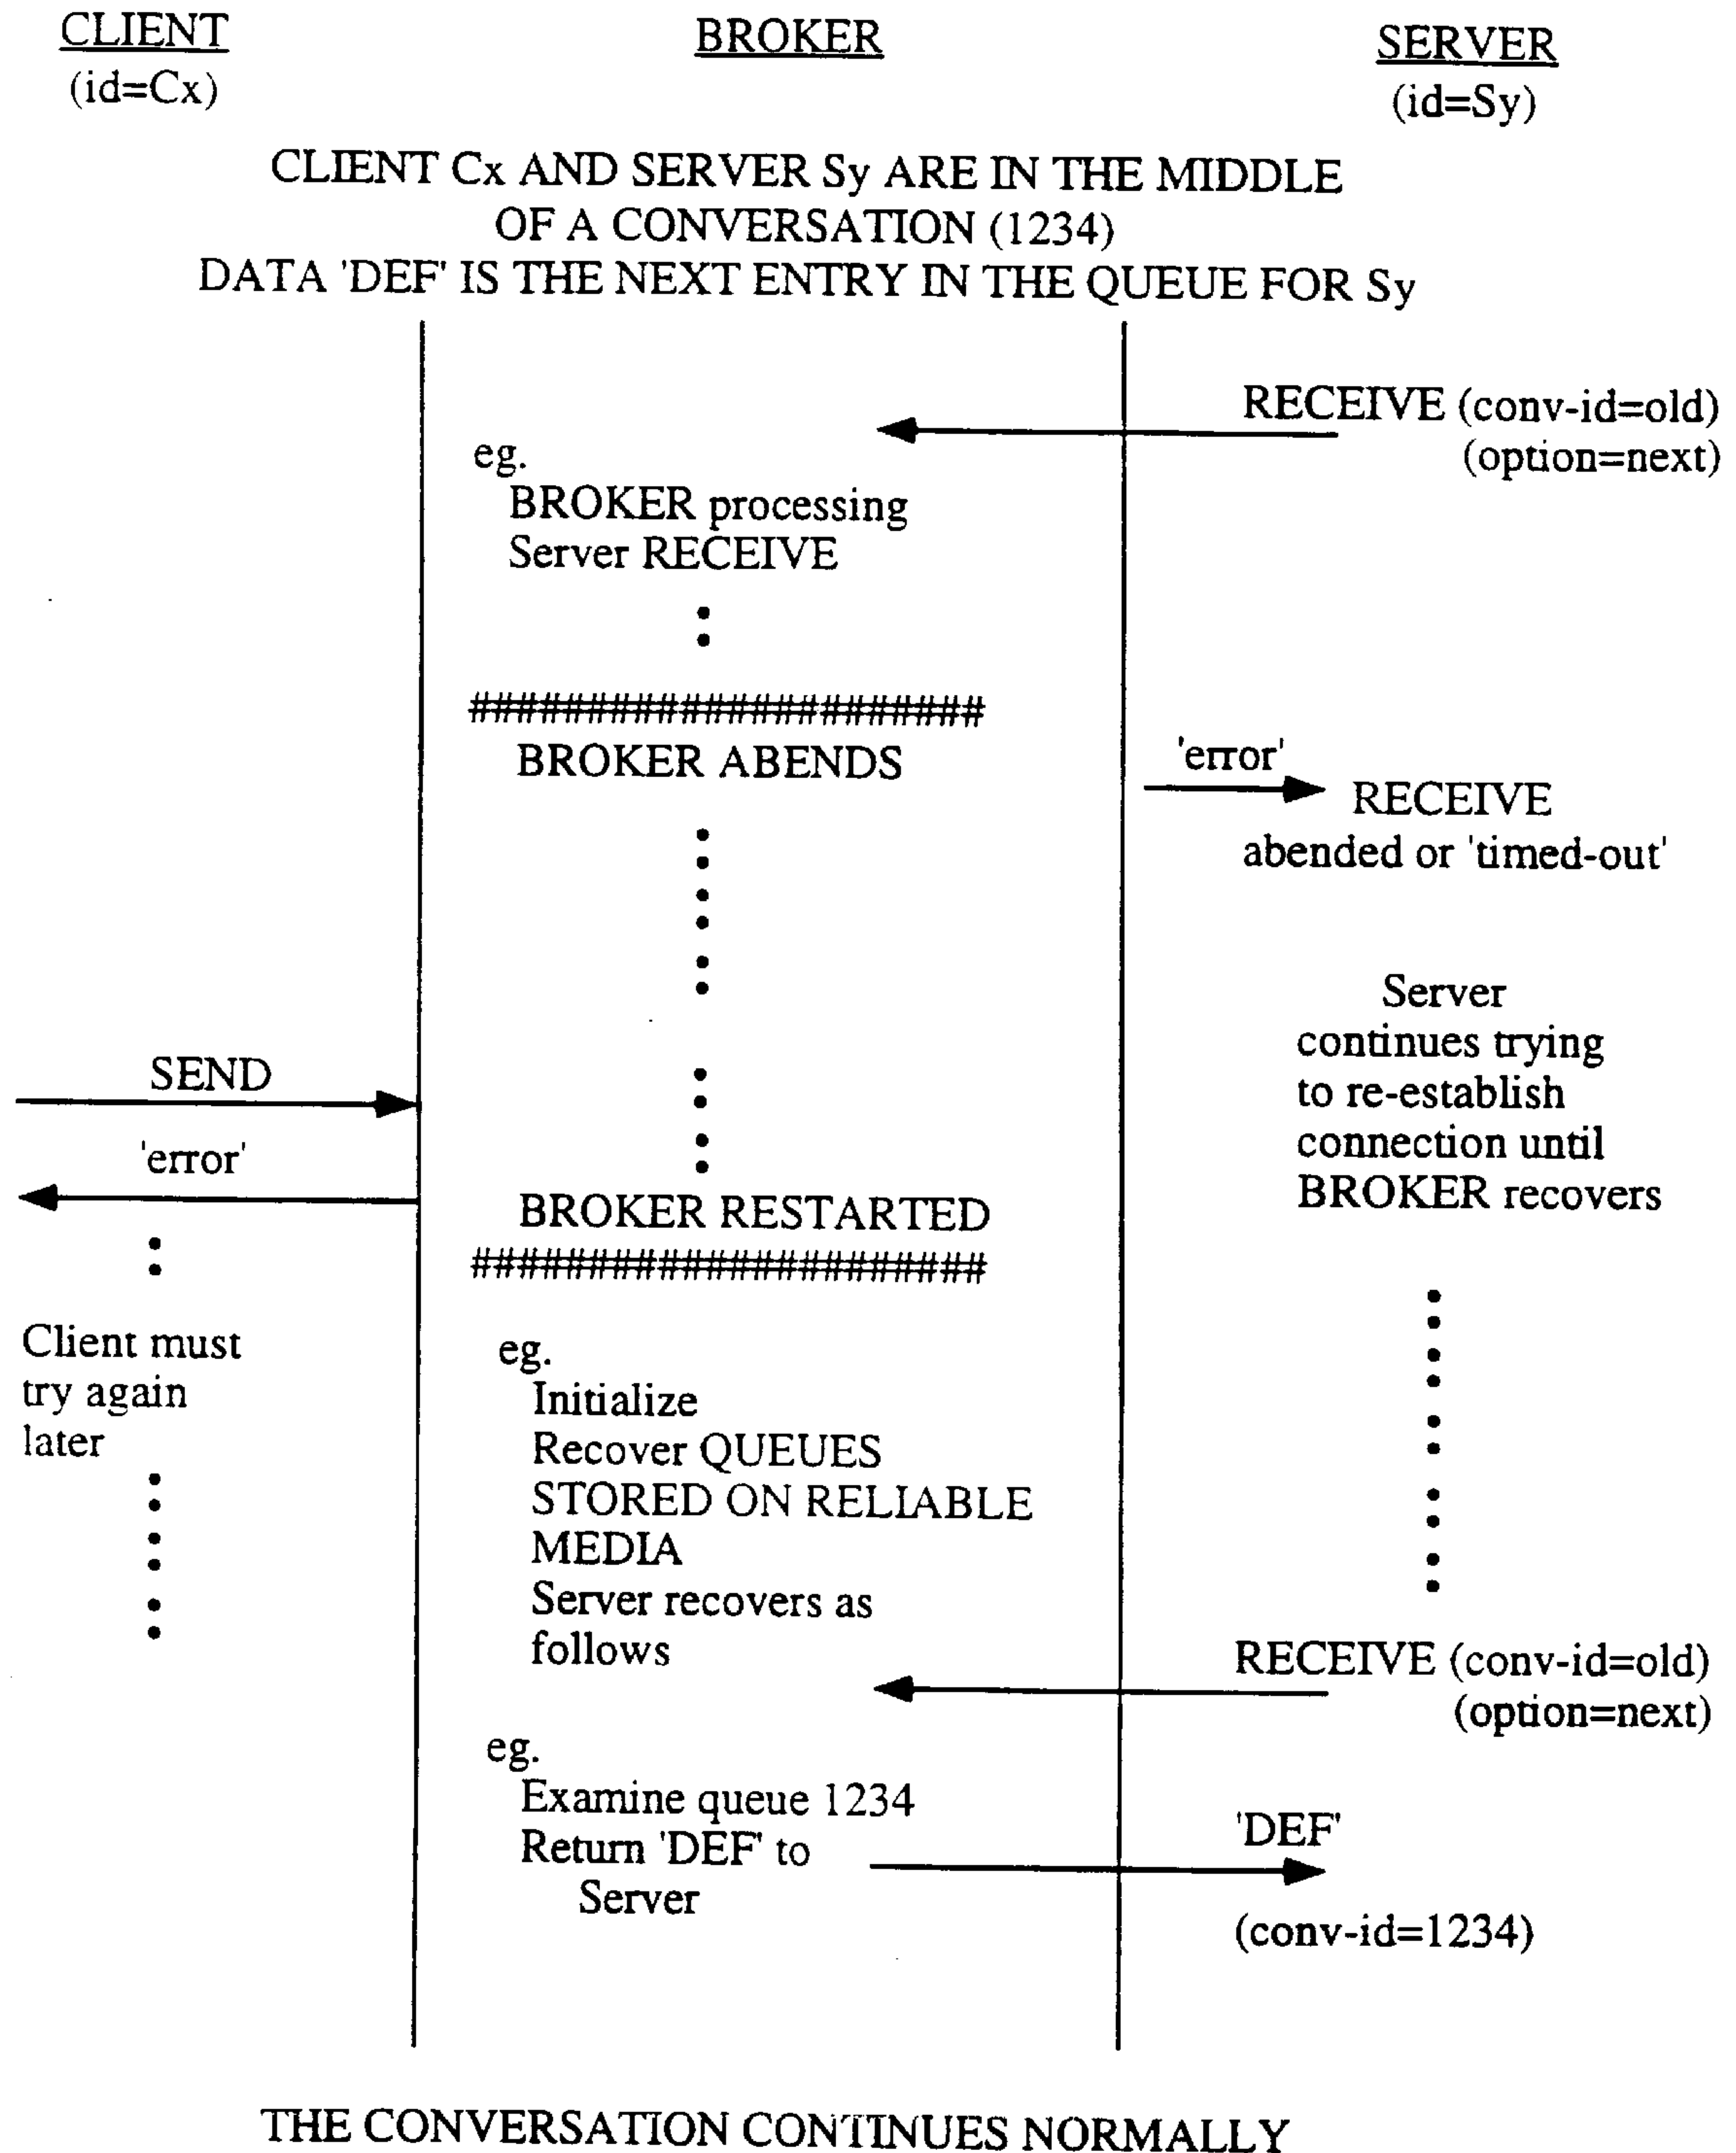 CLIENT
(id=Cx)
BROKER
SERVER
(id=Sy)
CLIENT Cx AND SERVER Sy ARE IN THE MIDDLE
OF A CONVERSATION (1234)
DATA 'DEF' IS THE NEXT ENTRY IN THE QUEUE FOR Sy
RECEIVE (conv-id=old)
(option=next)
eg.
BROKER processing
Server RECEIVE
######################
BROKER ABENDS
'error'
RECEIVE
abended or 'timed-out'
Server
continues trying
to re-establish
connection until
BROKER recovers
SEND
'error'
Client must
try again
later
BROKER RESTARTED
######################
eg.
Initialize
Recover QUEUES
STORED ON RELIABLE
MEDIA
Server recovers as
follows
RECEIVE (conv-id=old)
(option=next)
eg.
Examine queue 1234
Return 'DEF' to
Server
'DEF'
(conv-id=1234)
THE CONVERSATION CONTINUES NORMALLY